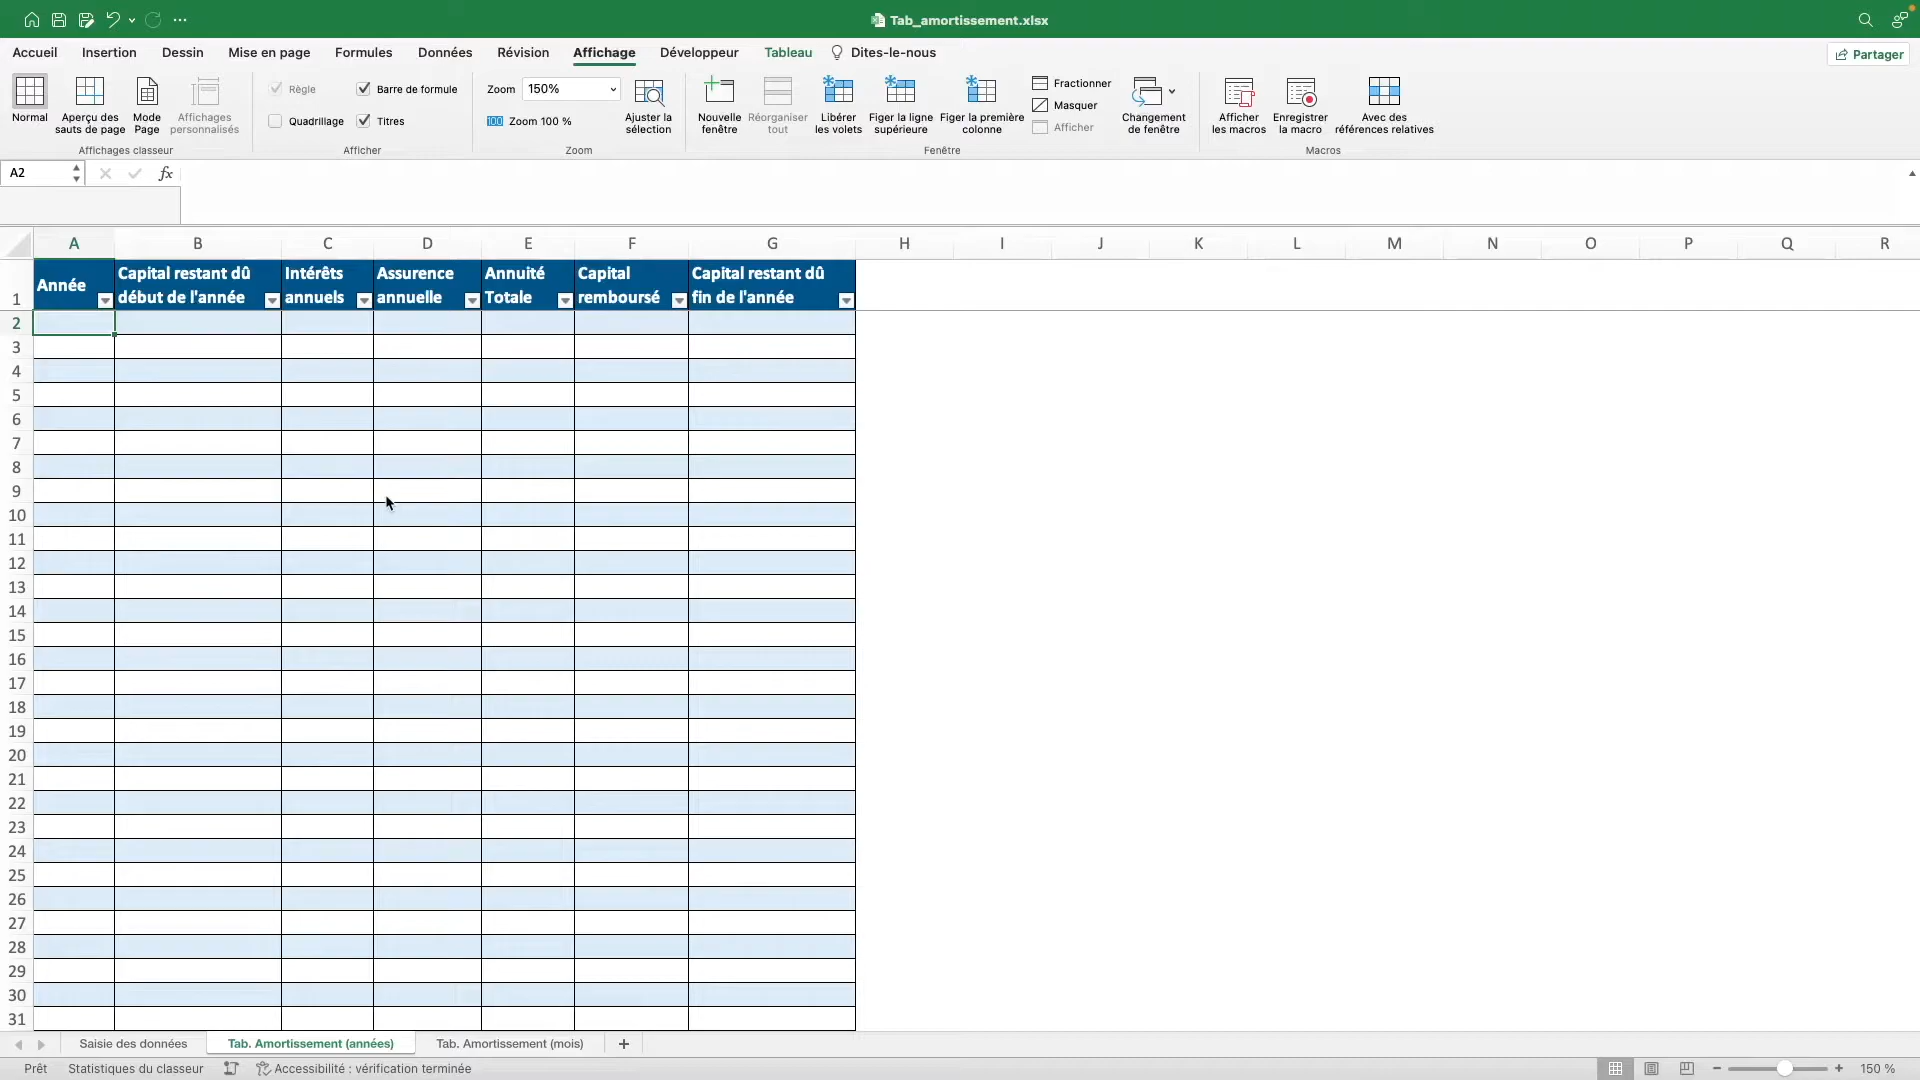 Tab_amortissement.xlsx
Accueil Insertion Dessin Mise en page Formules Données Révision Affichage Développeur Tableau Dites-le-nous Partager
Normal
Aperçu des
sauts de page
Mode
Page
Affichages
personnalisés
Affichages classeur
Règle
Barre de formule
Quadrillage
Titres
Afficher
Zoom 150%
100 Zoom 100 %
Ajuster la
sélection
Zoom
Nouvelle
fenêtre
Réorganiser
tout
Libérer
les volets
Figer la ligne
supérieure
Figer la première
colonne
Fractionner
Masquer
Afficher
Changement
de fenêtre
Fenêtre
Afficher
les macros
Enregistrer
la macro
Avec des
références relatives
Macros
A2 fx
A B C D E F G H I J K L M N O P Q R
1
Année
Capital restant dû
début de l'année
Intérêts
annuels
Assurence
annuelle
Annuité
Totale
Capital
remboursé
Capital restant dû
fin de l'année
2
3
4
5
6
7
8
9
10
11
12
13
14
15
16
17
18
19
20
21
22
23
24
25
26
27
28
29
30
31
Saisie des données Tab. Amortissement (années) Tab. Amortissement (mois) +
Prêt Statistiques du classeur Accessibilité : vérification terminée 150 %